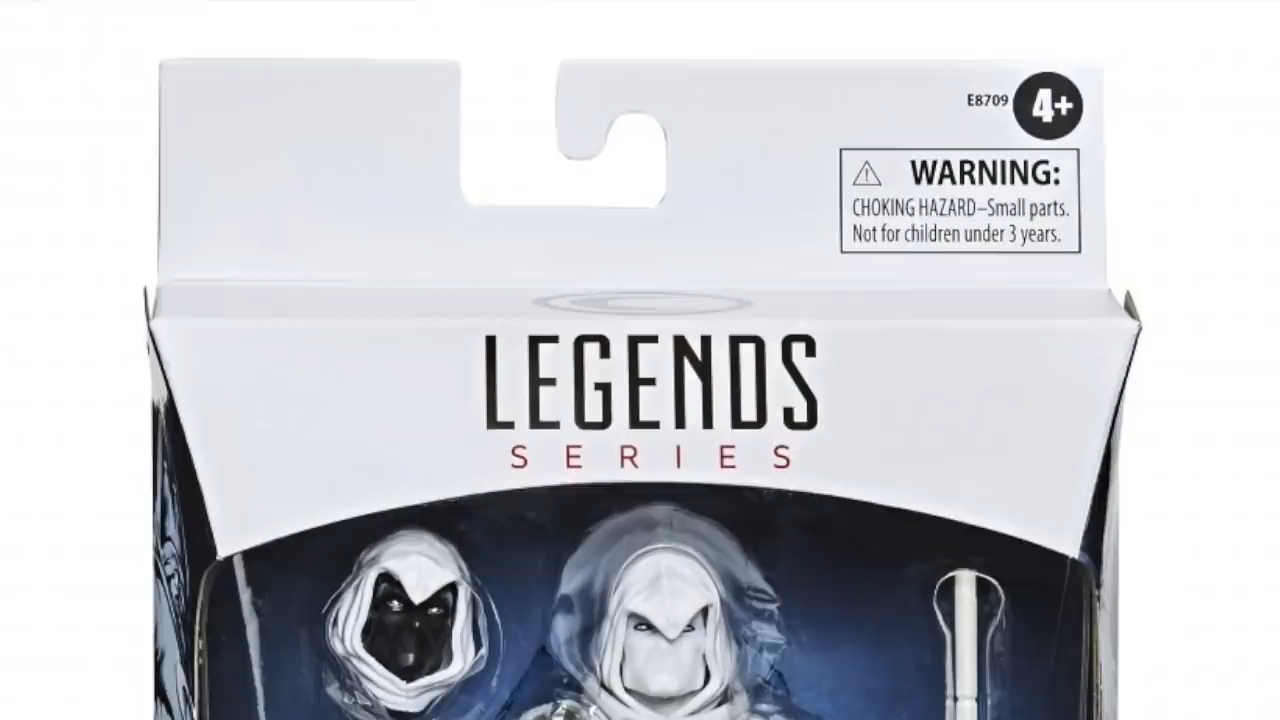 E8709
4+
WARNING:
CHOKING HAZARD–Small parts.
Not for children under 3 years.
LEGENDS
SERIES